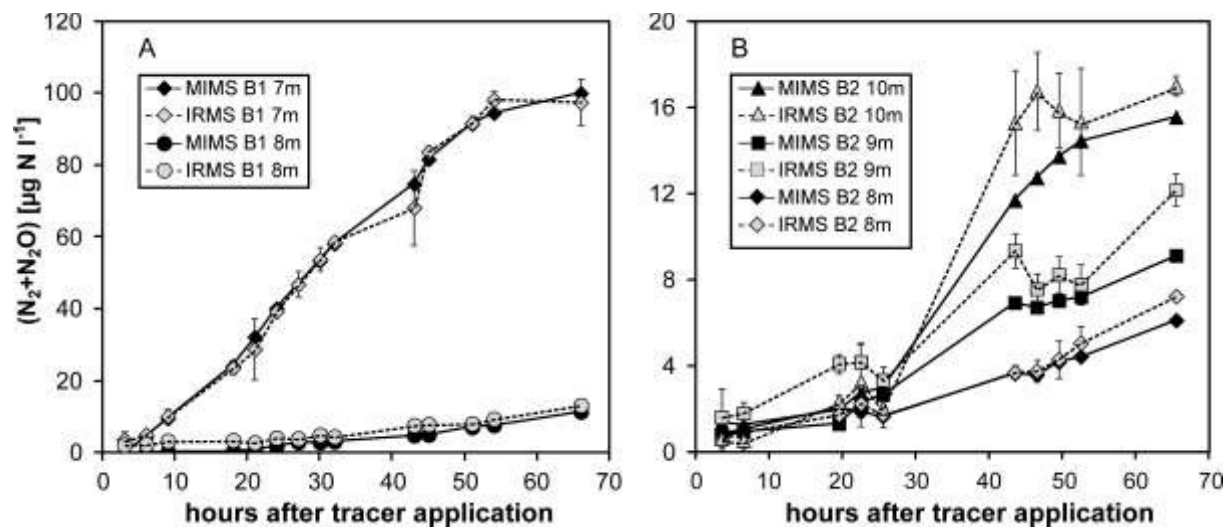 (N₂+N₂O) [µg N l⁻¹]
120
100
80
60
40
20
0
A
MIMS B1 7m
IRMS B1 7m
MIMS B1 8m
IRMS B1 8m
0 10 20 30 40 50 60 70
hours after tracer application
20
16
12
8
4
0
B
MIMS B2 10m
IRMS B2 10m
MIMS B2 9m
IRMS B2 9m
MIMS B2 8m
IRMS B2 8m
0 10 20 30 40 50 60 70
hours after tracer application